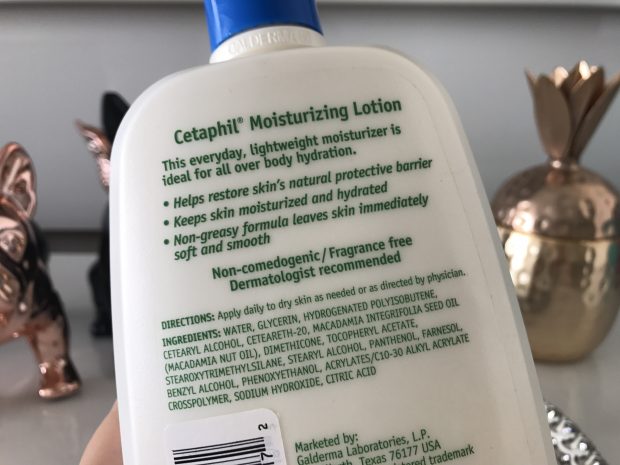 GALDERMA
Cetaphil® Moisturizing Lotion
This everyday, lightweight moisturizer is
ideal for all over body hydration.
• Helps restore skin's natural protective barrier
• Keeps skin moisturized and hydrated
• Non-greasy formula leaves skin immediately
soft and smooth
Non-comedogenic/Fragrance free
Dermatologist recommended
DIRECTIONS: Apply daily to dry skin as needed or as directed by physician.
INGREDIENTS: WATER, GLYCERIN, HYDROGENATED POLYISOBUTENE,
CETEARYL ALCOHOL, CETEARETH-20, MACADAMIA INTEGRIFOLIA SEED OIL
(MACADAMIA NUT OIL), DIMETHICONE, TOCOPHERYL ACETATE,
STEAROXYTRIMETHYLSILANE, STEARYL ALCOHOL, PANTHENOL, FARNESOL,
BENZYL ALCOHOL, PHENOXYETHANOL, ACRYLATES/C10-30 ALKYL ACRYLATE
CROSSPOLYMER, SODIUM HYDROXIDE, CITRIC ACID
2
Marketed by:
Galderma Laboratories, L.P.
Texas 76177 USA
trademark